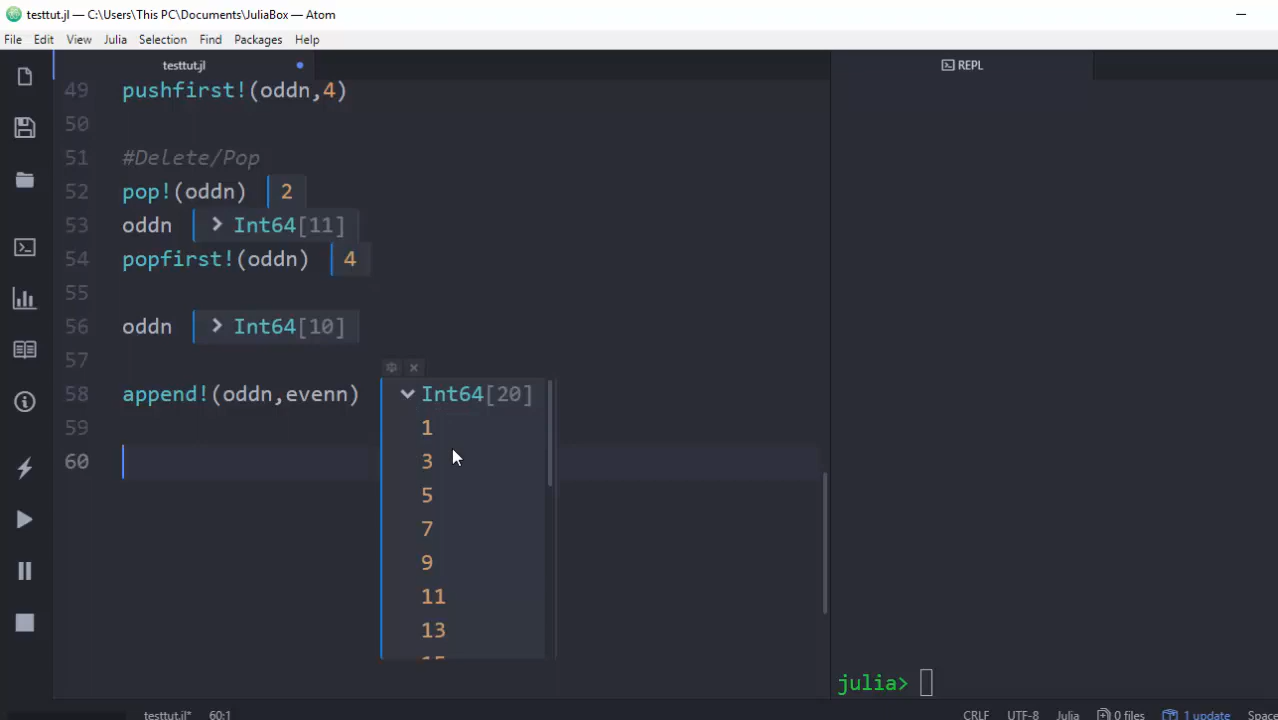 testtut.jl — C:\Users\This PC\Documents\JuliaBox — Atom
File Edit View Julia Selection Find Packages Help
testtut.jl
REPL
49 pushfirst!(oddn,4)
50
51 #Delete/Pop
52 pop!(oddn) 2
53 oddn > Int64[11]
54 popfirst!(oddn) 4
55
56 oddn > Int64[10]
57
58 append!(oddn,evenn) Int64[20]
59 1
60 3
5
7
9
11
13
julia>
testtut.jl* 60:1 CRLF UTF-8 Julia 0 files 1 update Space